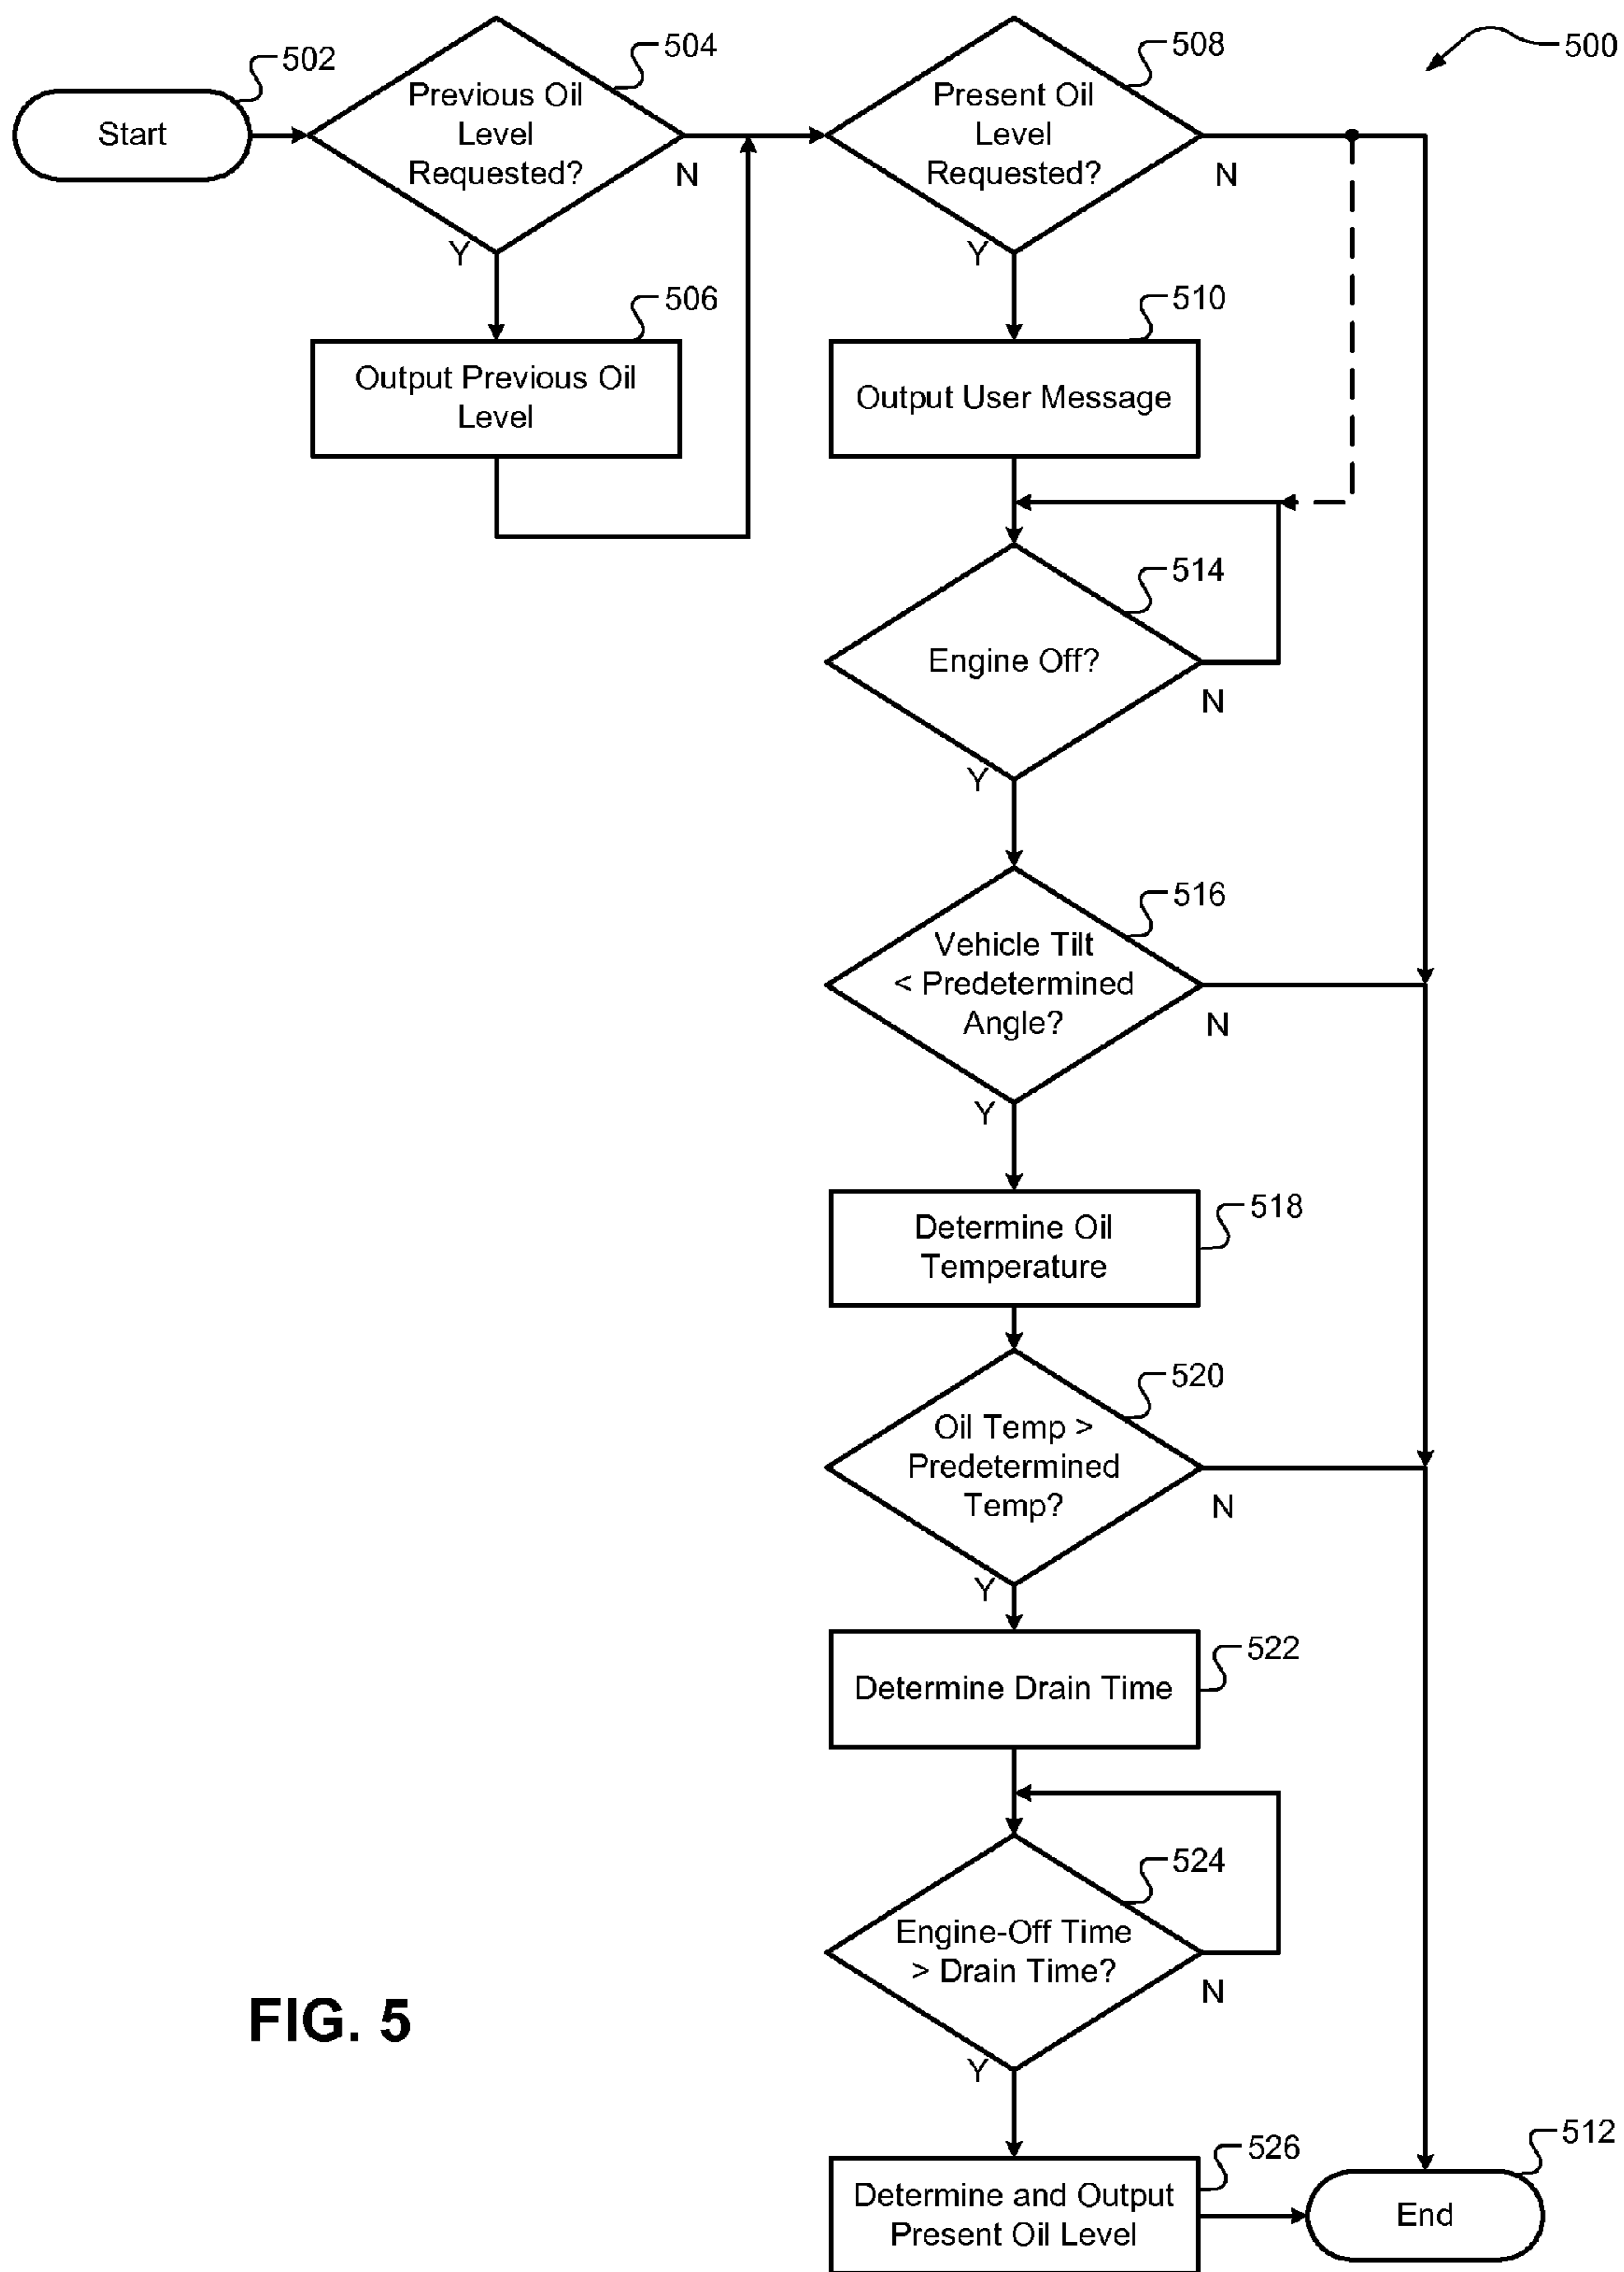 500
502
Start
504
Previous Oil
Level
Requested?
N
Y
506
Output Previous Oil
Level
508
Present Oil
Level
Requested?
N
Y
510
Output User Message
514
Engine Off?
N
Y
516
Vehicle Tilt
< Predetermined
Angle?
N
Y
518
Determine Oil
Temperature
520
Oil Temp >
Predetermined
Temp?
N
Y
522
Determine Drain Time
524
Engine-Off Time
> Drain Time?
N
Y
526
Determine and Output
Present Oil Level
512
End
FIG. 5